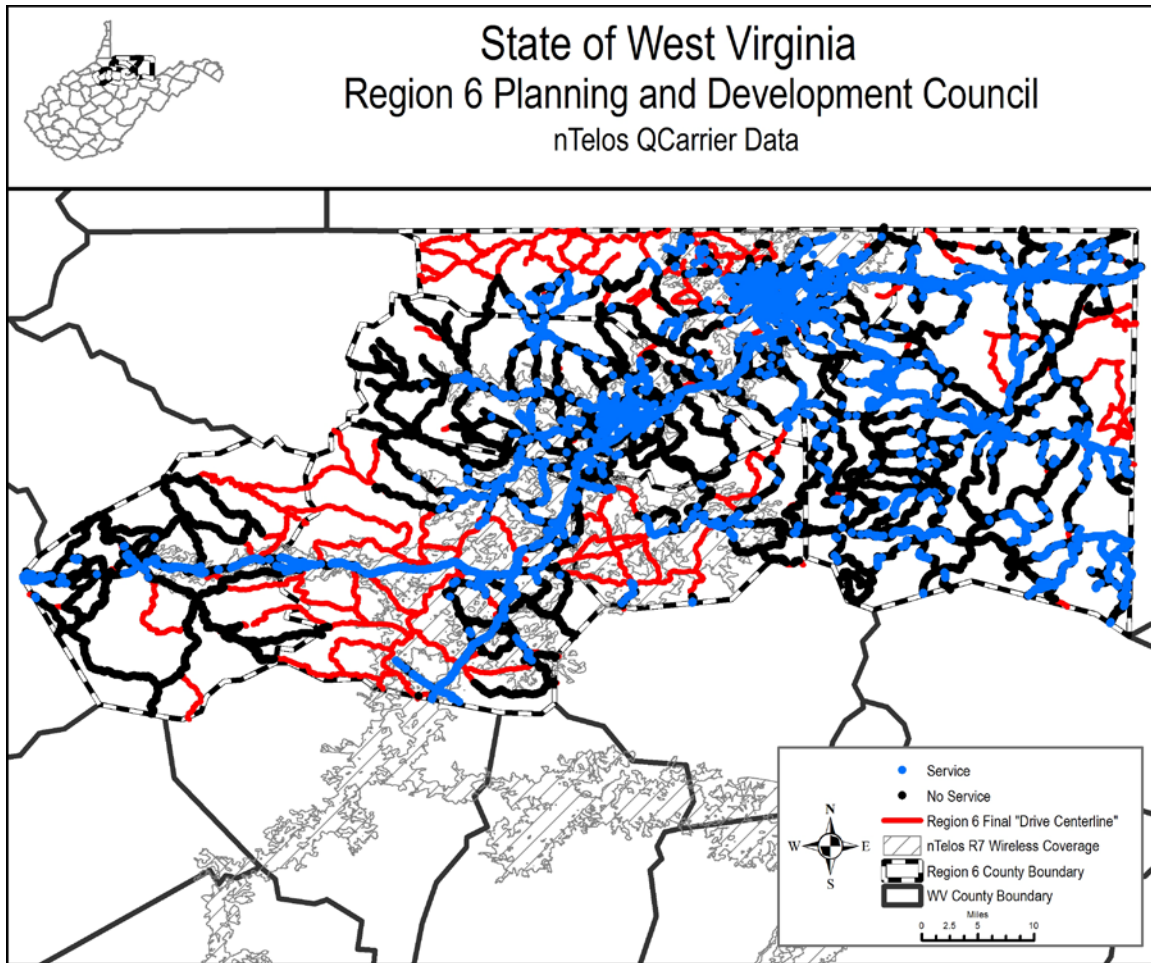 State of West Virginia
Region 6 Planning and Development Council
nTelos QCarrier Data
Service
No Service
Region 6 Final "Drive Centerline"
nTelos R7 Wireless Coverage
Region 6 County Boundary
WV County Boundary
N
W E
S
Miles
0 2.5 5 10